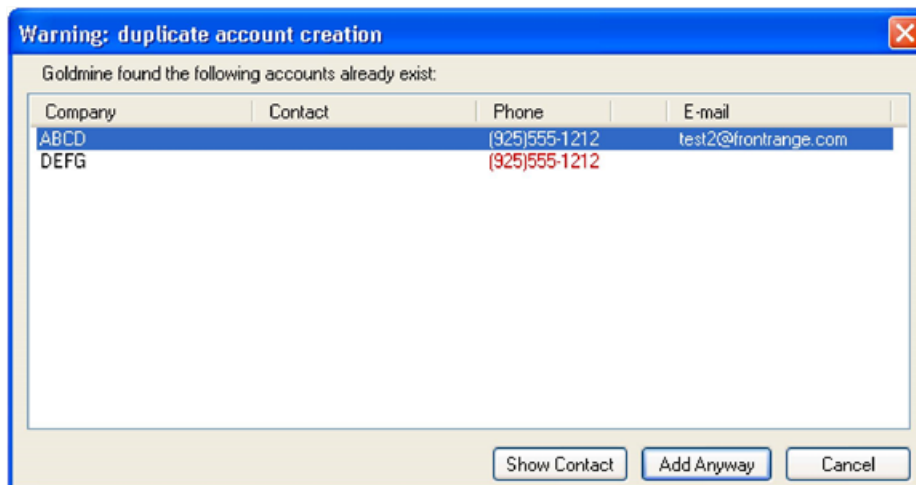 Warning: duplicate account creation
Goldmine found the following accounts already exist:
Company Contact Phone E-mail
ABCD (925)555-1212 test2@frontrange.com
DEFG (925)555-1212
Show Contact Add Anyway Cancel